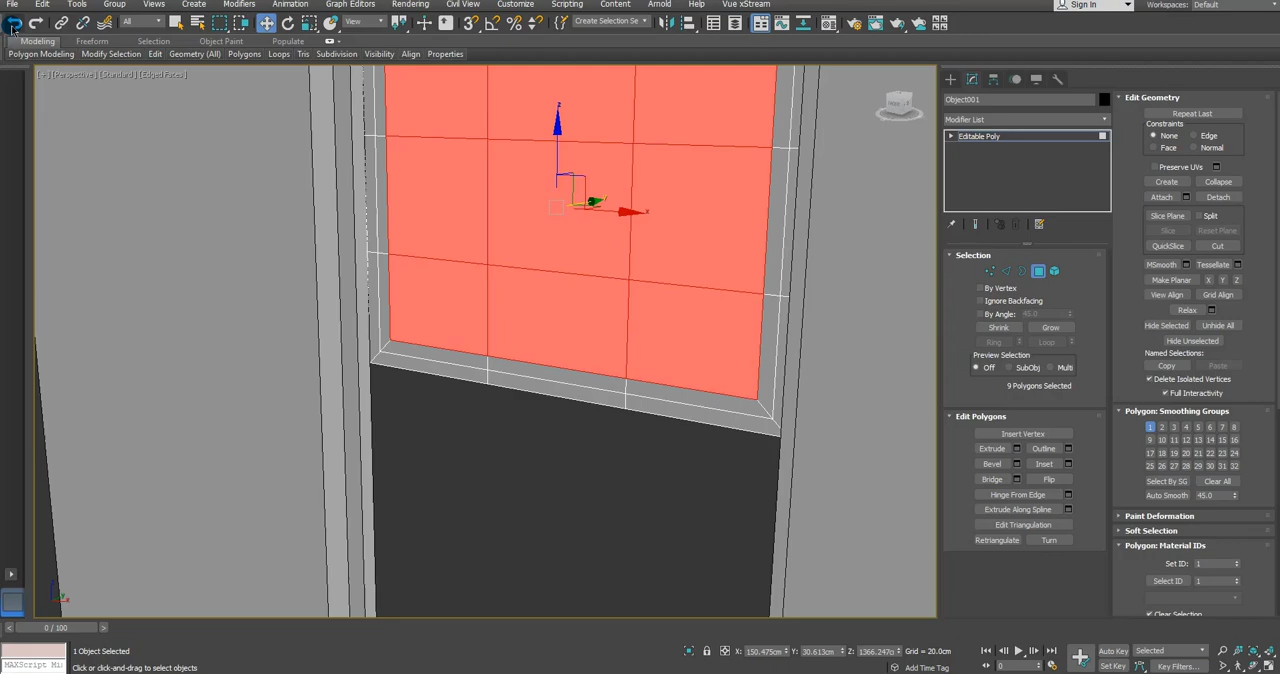 File Edit Tools Group Views Create Modifiers Animation Graph Editors Rendering Civil View Customize Scripting Content Arnold Help Vue xStream Sign In Workspaces: Default
All View Create Selection Se
Modeling Freeform Selection Object Paint Populate
Polygon Modeling Modify Selection Edit Geometry (All) Polygons Loops Tris Subdivision Visibility Align Properties
[+] [Perspective] [Standard] [Edged Faces]
z
x
Object001
Modifier List
Editable Poly
Selection
By Vertex
Ignore Backfacing
By Angle: 45.0
Shrink Grow
Ring Loop
Preview Selection
Off SubObj Multi
9 Polygons Selected
Edit Polygons
Insert Vertex
Extrude Outline
Bevel Inset
Bridge Flip
Hinge From Edge
Extrude Along Spline
Edit Triangulation
Retriangulate Turn
Edit Geometry
Repeat Last
Constraints
None Edge
Face Normal
Preserve UVs
Create Collapse
Attach Detach
Slice Plane Split
Slice Reset Plane
QuickSlice Cut
MSmooth Tessellate
Make Planar X Y Z
View Align Grid Align
Relax
Hide Selected Unhide All
Hide Unselected
Named Selections:
Copy Paste
Delete Isolated Vertices
Full Interactivity
Polygon: Smoothing Groups
1 2 3 4 5 6 7 8
9 10 11 12 13 14 15 16
17 18 19 20 21 22 23 24
25 26 27 28 29 30 31 32
Select By SG Clear All
Auto Smooth 45.0
Paint Deformation
Soft Selection
Polygon: Material IDs
Set ID: 1
Select ID 1
Clear Selection
0 / 100
1 Object Selected
MAXScript Mi
Click or click-and-drag to select objects
X: 150.475cm Y: 30.613cm Z: 1366.247c Grid = 20.0cm
Add Time Tag
0
Auto Key Selected
Set Key Key Filters...